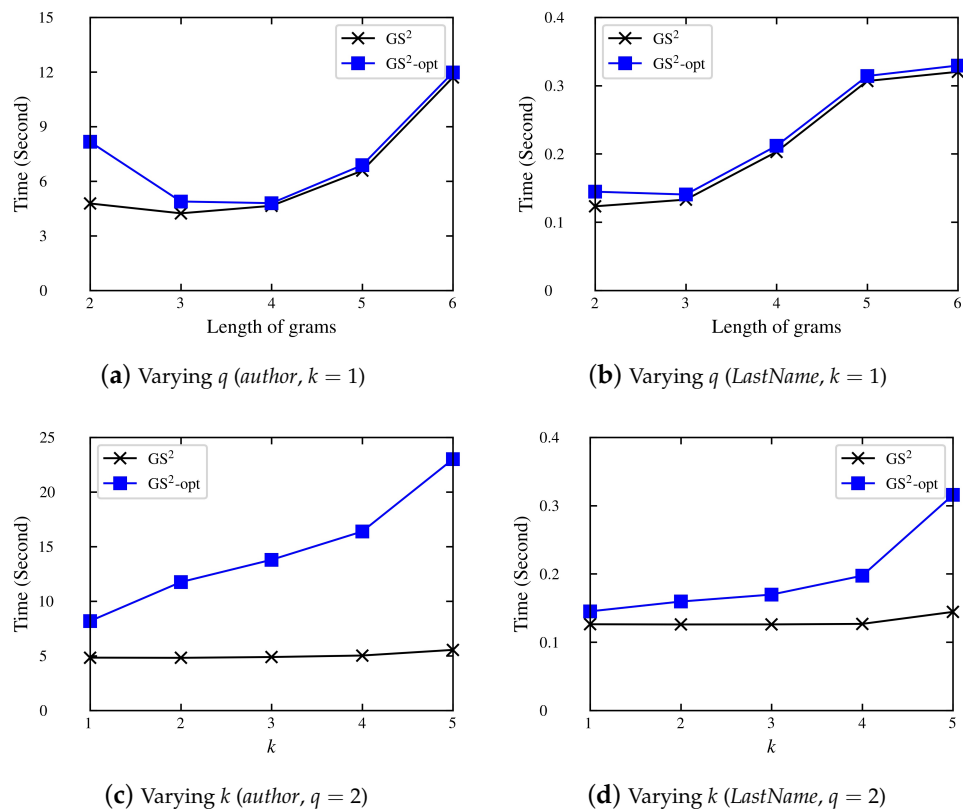 15
12
9
6
3
0
Time (Second)
GS²
GS²-opt
2 3 4 5 6
Length of grams
(a) Varying q (author, k = 1)
0.4
0.3
0.2
0.1
0
Time (Second)
GS²
GS²-opt
2 3 4 5 6
Length of grams
(b) Varying q (LastName, k = 1)
25
20
15
10
5
0
Time (Second)
GS²
GS²-opt
1 2 3 4 5
k
(c) Varying k (author, q = 2)
0.4
0.3
0.2
0.1
0
Time (Second)
GS²
GS²-opt
1 2 3 4 5
k
(d) Varying k (LastName, q = 2)